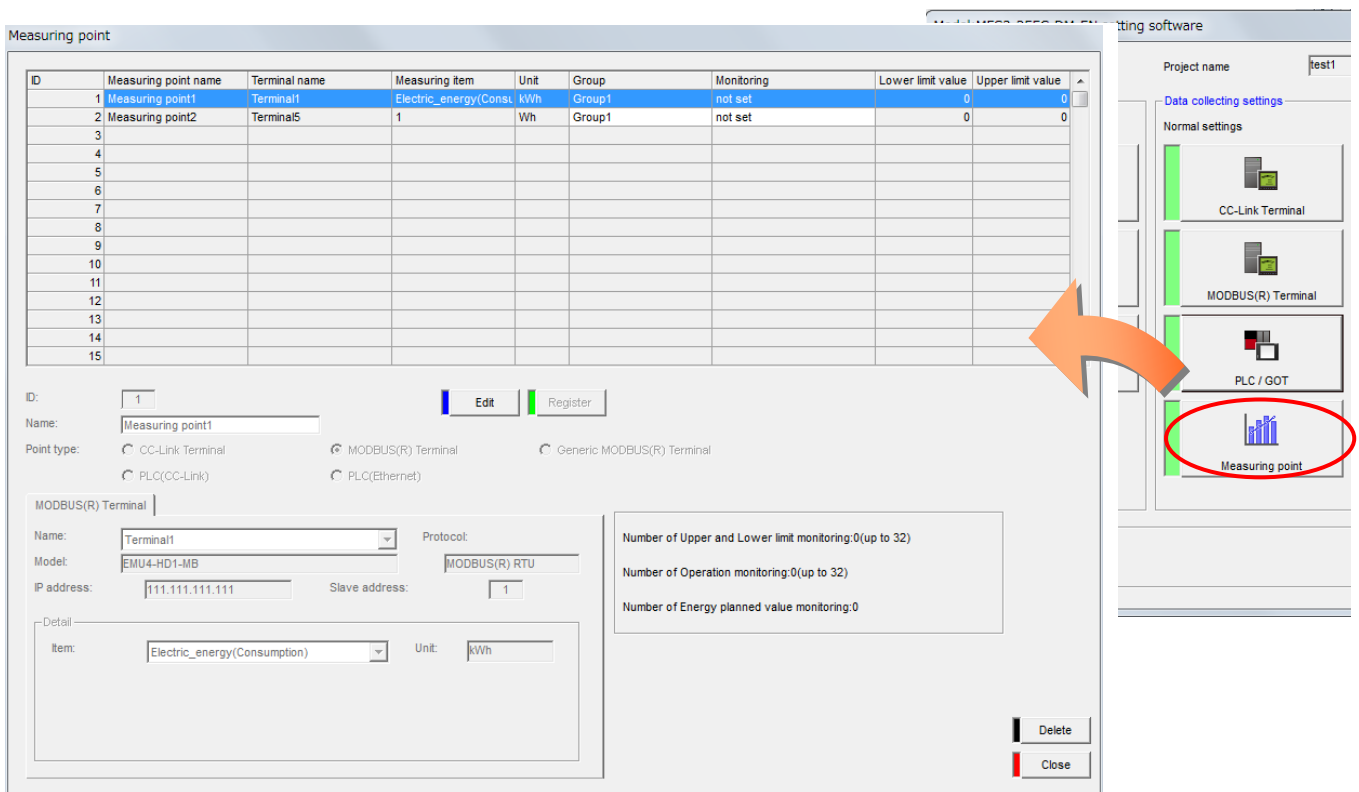 Measuring point
ID Measuring point name Terminal name Measuring item Unit Group Monitoring Lower limit value Upper limit value
1 Measuring point1 Terminal1 Electric_energy(Consu kWh Group1 not set 0 0
2 Measuring point2 Terminal5 1 Wh Group1 not set 0 0
3
4
5
6
7
8
9
10
11
12
13
14
15
ID: 1 Edit Register
Name: Measuring point1
Point type: CC-Link Terminal MODBUS(R) Terminal Generic MODBUS(R) Terminal
PLC(CC-Link) PLC(Ethernet)
MODBUS(R) Terminal
Name: Terminal1 Protocol:
Model: EMU4-HD1-MB MODBUS(R) RTU
IP address: 111.111.111.111 Slave address: 1
Detail
Item: Electric_energy(Consumption) Unit: kWh
Number of Upper and Lower limit monitoring:0(up to 32)
Number of Operation monitoring:0(up to 32)
Number of Energy planned value monitoring:0
Delete
Close
tting software
Project name test1
Data collecting settings
Normal settings
CC-Link Terminal
MODBUS(R) Terminal
PLC / GOT
Measuring point